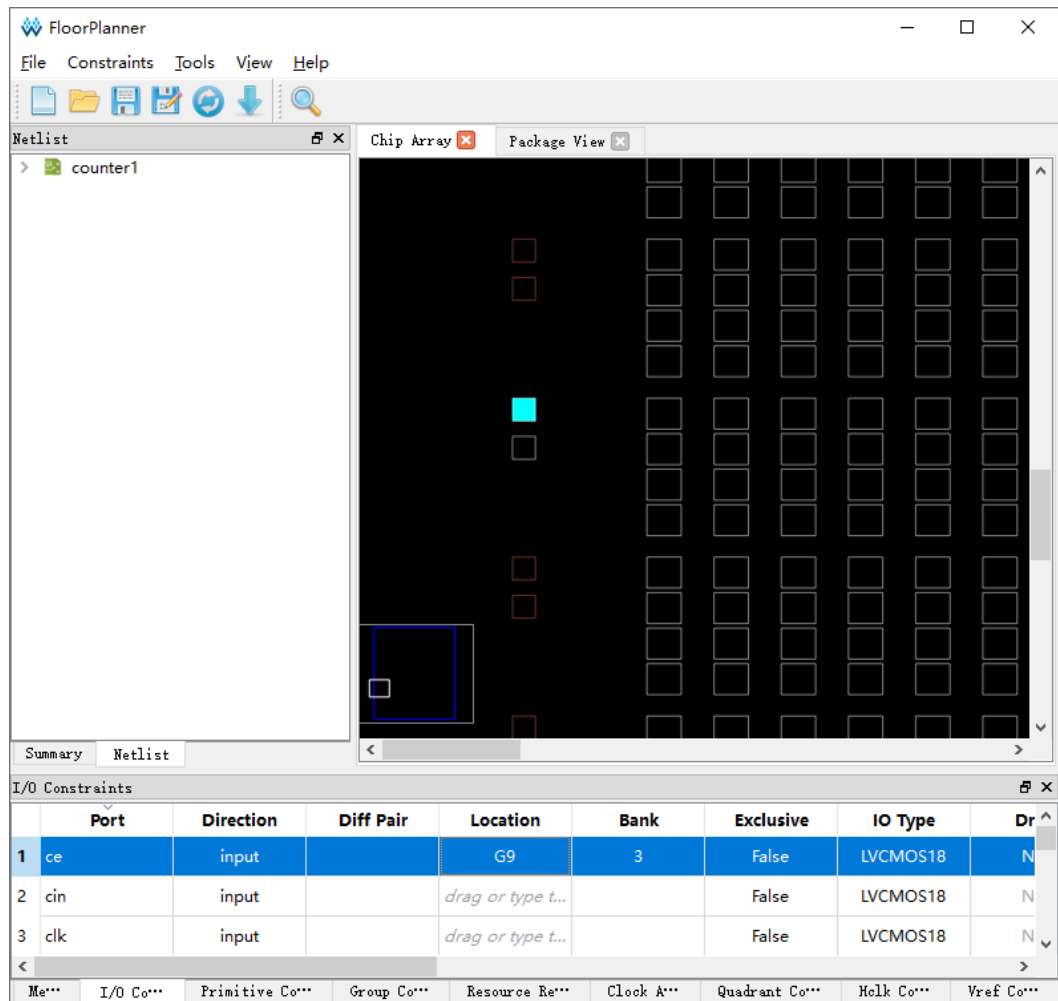 FloorPlanner
File Constraints Tools View Help
Netlist
Chip Array Package View
counter1
Summary Netlist
I/O Constraints
Port Direction Diff Pair Location Bank Exclusive IO Type Dr
1 ce input G9 3 False LVCMOS18 N
2 cin input drag or type t... False LVCMOS18 N
3 clk input drag or type t... False LVCMOS18 N
Me... I/O Co... Primitive Co... Group Co... Resource Re... Clock A... Quadrant Co... Hclk Co... Vref Co...